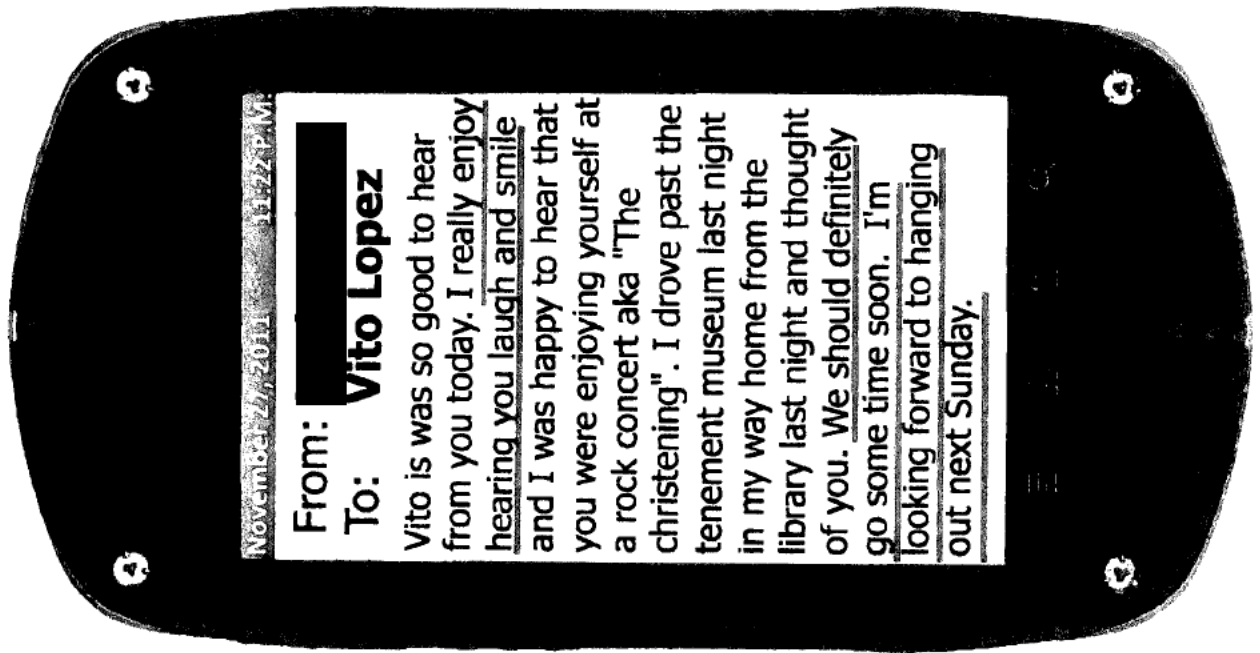 November 27, 2011 11:22 P.M.
From:
To: Vito Lopez
Vito is was so good to hear
from you today. I really enjoy
hearing you laugh and smile
and I was happy to hear that
you were enjoying yourself at
a rock concert aka "The
christening". I drove past the
tenement museum last night
in my way home from the
library last night and thought
of you. We should definitely
go some time soon. I'm
looking forward to hanging
out next Sunday.